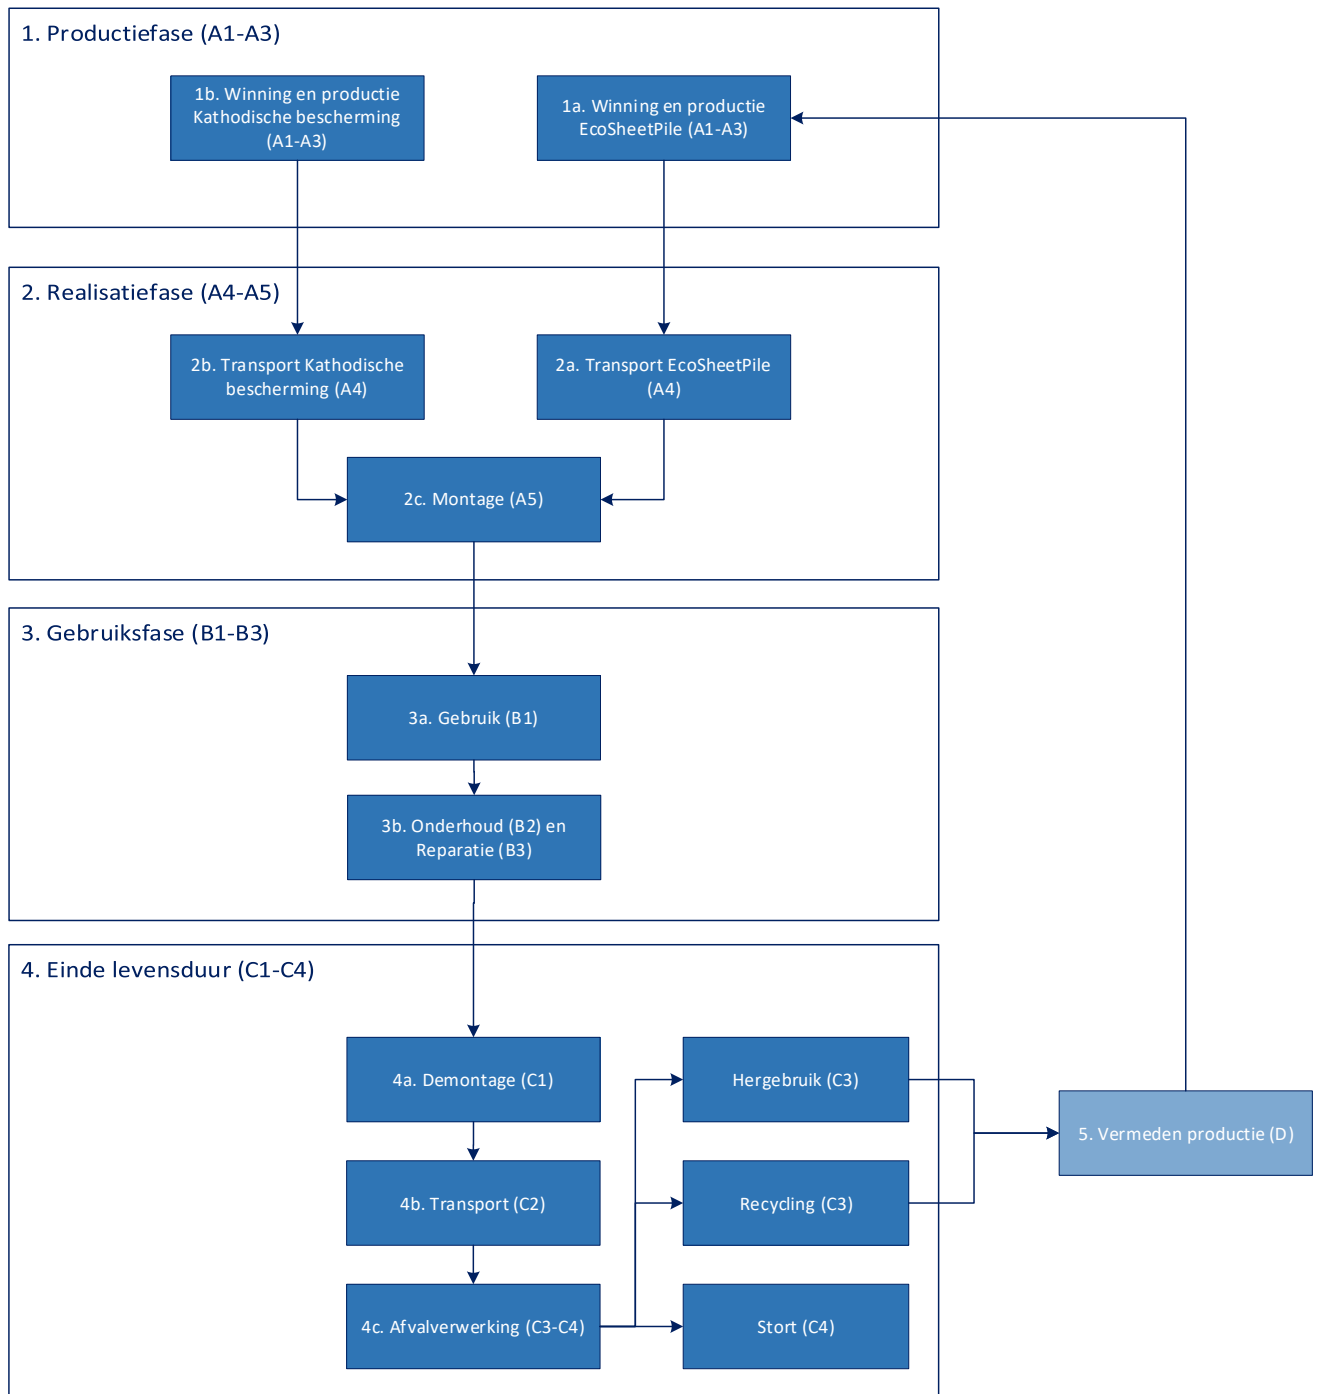 1. Productiefase (A1-A3)
1b. Winning en productie
Kathodische bescherming
(A1-A3)
1a. Winning en productie
EcoSheetPile (A1-A3)
2. Realisatiefase (A4-A5)
2b. Transport Kathodische
bescherming (A4)
2a. Transport EcoSheetPile
(A4)
2c. Montage (A5)
3. Gebruiksfase (B1-B3)
3a. Gebruik (B1)
3b. Onderhoud (B2) en
Reparatie (B3)
4. Einde levensduur (C1-C4)
4a. Demontage (C1)
Hergebruik (C3)
5. Vermeden productie (D)
4b. Transport (C2)
Recycling (C3)
4c. Afvalverwerking (C3-C4)
Stort (C4)